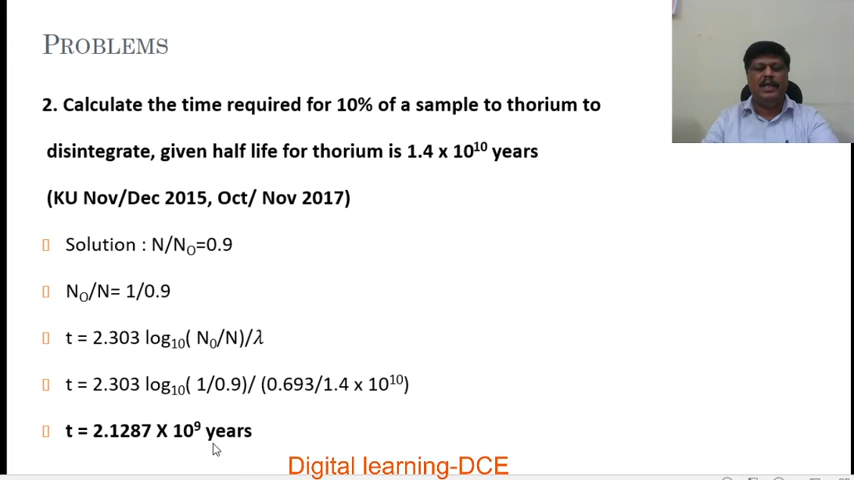 PROBLEMS
2. Calculate the time required for 10% of a sample to thorium to
disintegrate, given half life for thorium is 1.4 x 10¹⁰ years
(KU Nov/Dec 2015, Oct/ Nov 2017)
Solution : N/N₀=0.9
N₀/N= 1/0.9
t = 2.303 log₁₀( N₀/N)/λ
t = 2.303 log₁₀( 1/0.9)/ (0.693/1.4 x 10¹⁰)
t = 2.1287 X 10⁹ years
Digital learning-DCE